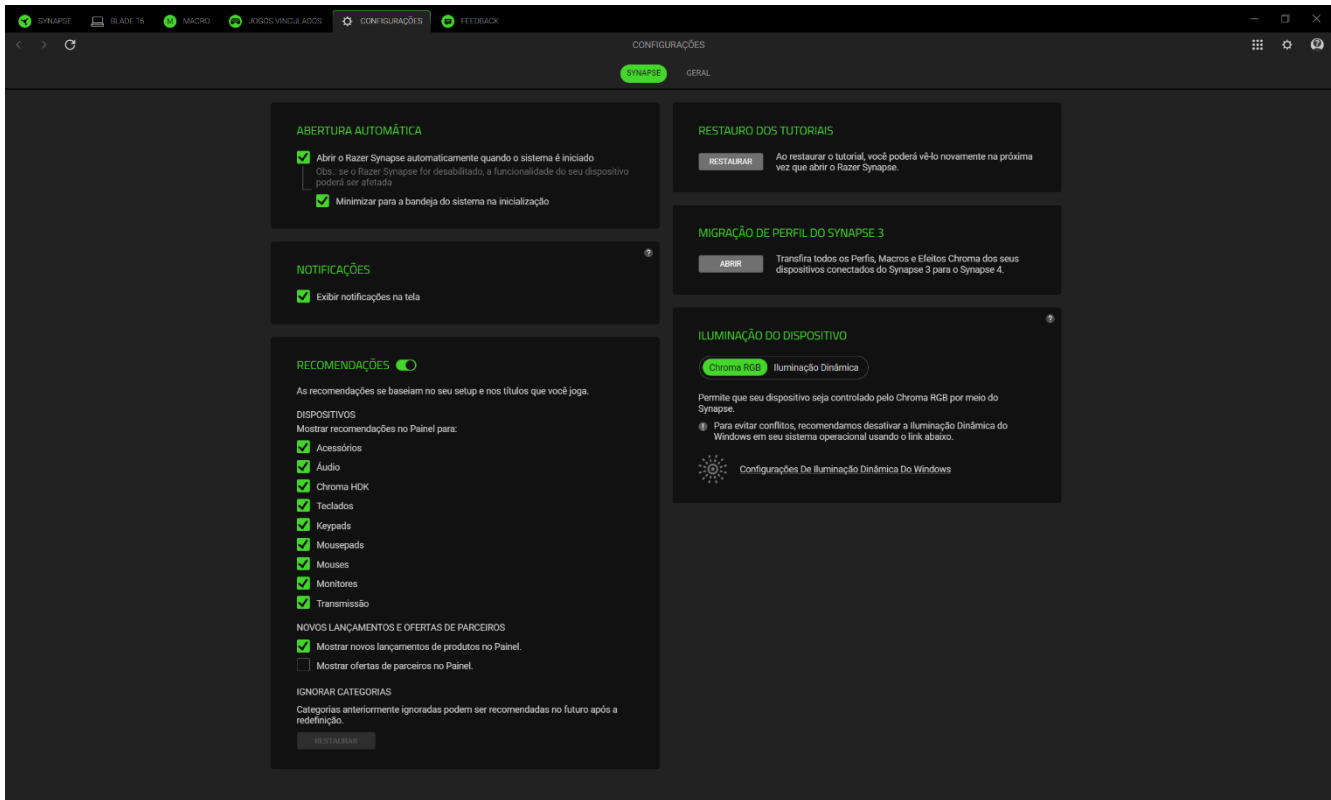 SYNAPSE
BLADE 16
MACRO
JOGOS VINCULADOS
CONFIGURAÇÕES
FEEDBACK
CONFIGURAÇÕES
SYNAPSE
GERAL
ABERTURA AUTOMÁTICA
Abrir o Razer Synapse automaticamente quando o sistema é iniciado
Obs.: se o Razer Synapse for desabilitado, a funcionalidade do seu dispositivo
poderá ser afetada
Minimizar para a bandeja do sistema na inicialização
NOTIFICAÇÕES
Exibir notificações na tela
RECOMENDAÇÕES
As recomendações se baseiam no seu setup e nos títulos que você joga.
DISPOSITIVOS
Mostrar recomendações no Painel para:
Acessórios
Áudio
Chroma HDK
Teclados
Keypads
Mousepads
Mouses
Monitores
Transmissão
NOVOS LANÇAMENTOS E OFERTAS DE PARCEIROS
Mostrar novos lançamentos de produtos no Painel.
Mostrar ofertas de parceiros no Painel.
IGNORAR CATEGORIAS
Categorias anteriormente ignoradas podem ser recomendadas no futuro após a
redefinição.
RESTAURAR
RESTAURO DOS TUTORIAIS
RESTAURAR
Ao restaurar o tutorial, você poderá vê-lo novamente na próxima
vez que abrir o Razer Synapse.
MIGRAÇÃO DE PERFIL DO SYNAPSE 3
ABRIR
Transfira todos os Perfis, Macros e Efeitos Chroma dos seus
dispositivos conectados do Synapse 3 para o Synapse 4.
ILUMINAÇÃO DO DISPOSITIVO
Chroma RGB
Iluminação Dinâmica
Permite que seu dispositivo seja controlado pelo Chroma RGB por meio do
Synapse.
Para evitar conflitos, recomendamos desativar a Iluminação Dinâmica do
Windows em seu sistema operacional usando o link abaixo.
Configurações De Iluminação Dinâmica Do Windows